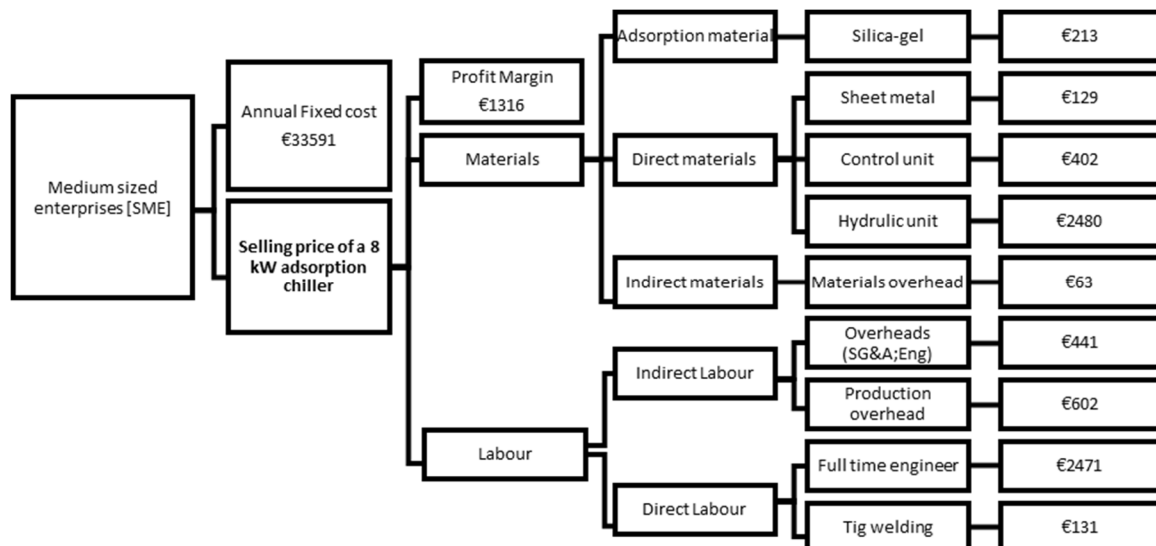 Medium sized
enterprises [SME]
Annual Fixed cost
€33591
Selling price of a 8
kW adsorption
chiller
Profit Margin
€1316
Materials
Labour
Adsorption material
Direct materials
Indirect materials
Indirect Labour
Direct Labour
Silica-gel
Sheet metal
Control unit
Hydrulic unit
Materials overhead
Overheads
(SG&A;Eng)
Production
overhead
Full time engineer
Tig welding
€213
€129
€402
€2480
€63
€441
€602
€2471
€131